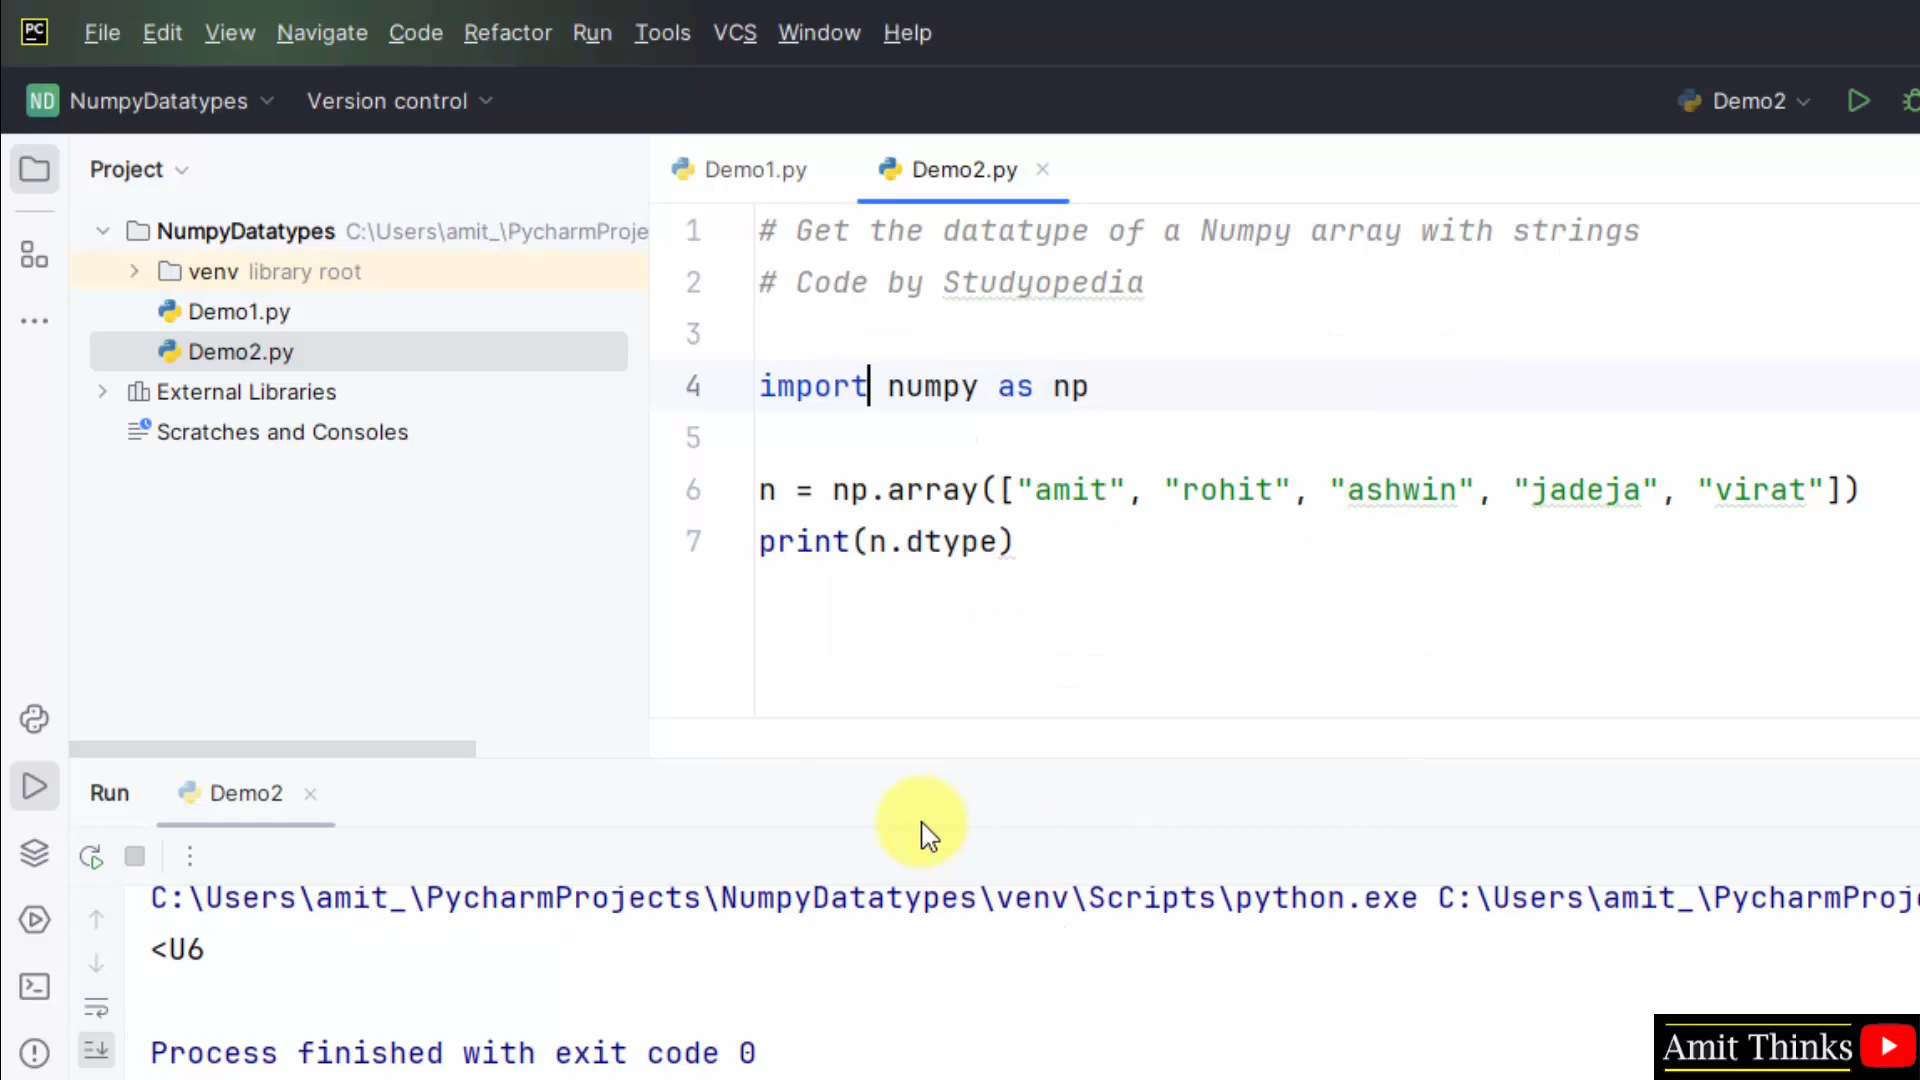 PC File Edit View Navigate Code Refactor Run Tools VCS Window Help
ND NumpyDatatypes Version control Demo2
Project
Demo1.py Demo2.py
NumpyDatatypes C:\Users\amit_\PycharmProje
venv library root
Demo1.py
Demo2.py
External Libraries
Scratches and Consoles
1 # Get the datatype of a Numpy array with strings
2 # Code by Studyopedia
3
4 import numpy as np
5
6 n = np.array(["amit", "rohit", "ashwin", "jadeja", "virat"])
7 print(n.dtype)
Run Demo2
C:\Users\amit_\PycharmProjects\NumpyDatatypes\venv\Scripts\python.exe C:\Users\amit_\PycharmProj
<U6
Process finished with exit code 0
Amit Thinks